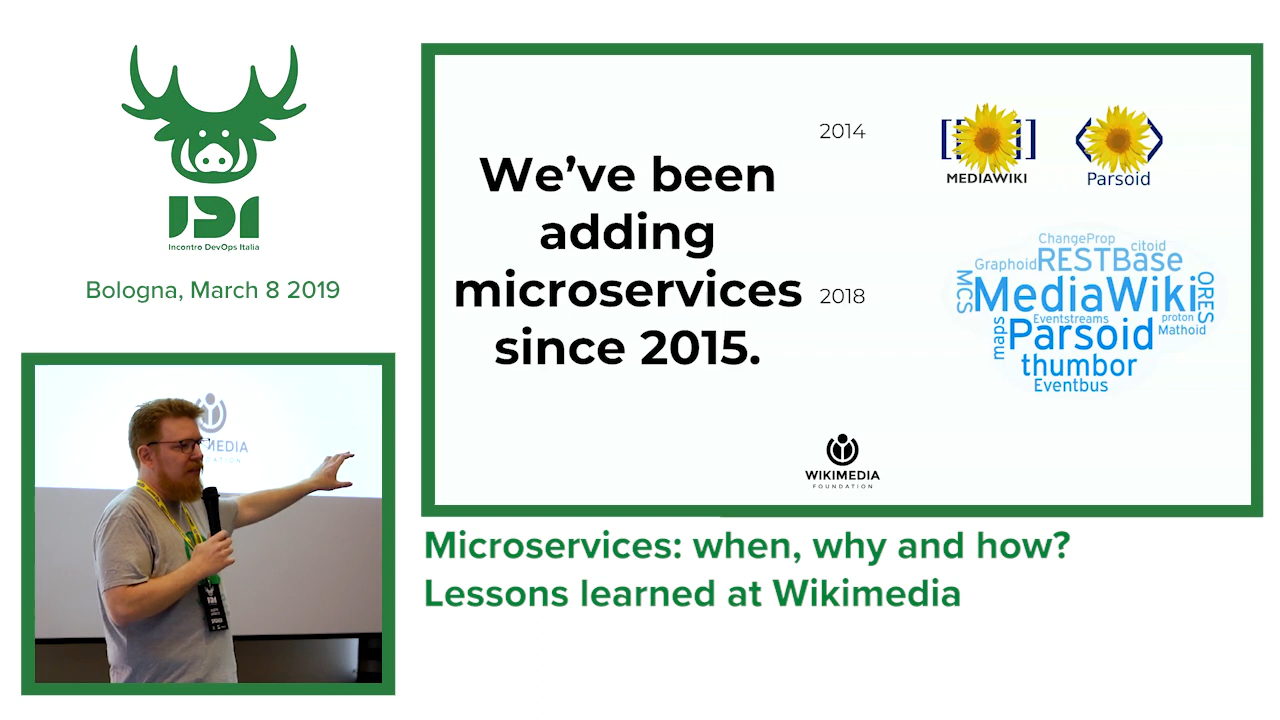 Incontro DevOps Italia
Bologna, March 8 2019
We've been
adding
microservices
since 2015.
2014
[[ ]]
MEDIAWIKI
Parsoid
2018
ChangeProp
citoid
Graphoid
RESTBase
MCS
MediaWiki
ORES
Eventstreams
proton
Mathoid
maps
Parsoid
thumbor
Eventbus
WIKIMEDIA
FOUNDATION
MEDIA
Microservices: when, why and how?
Lessons learned at Wikimedia